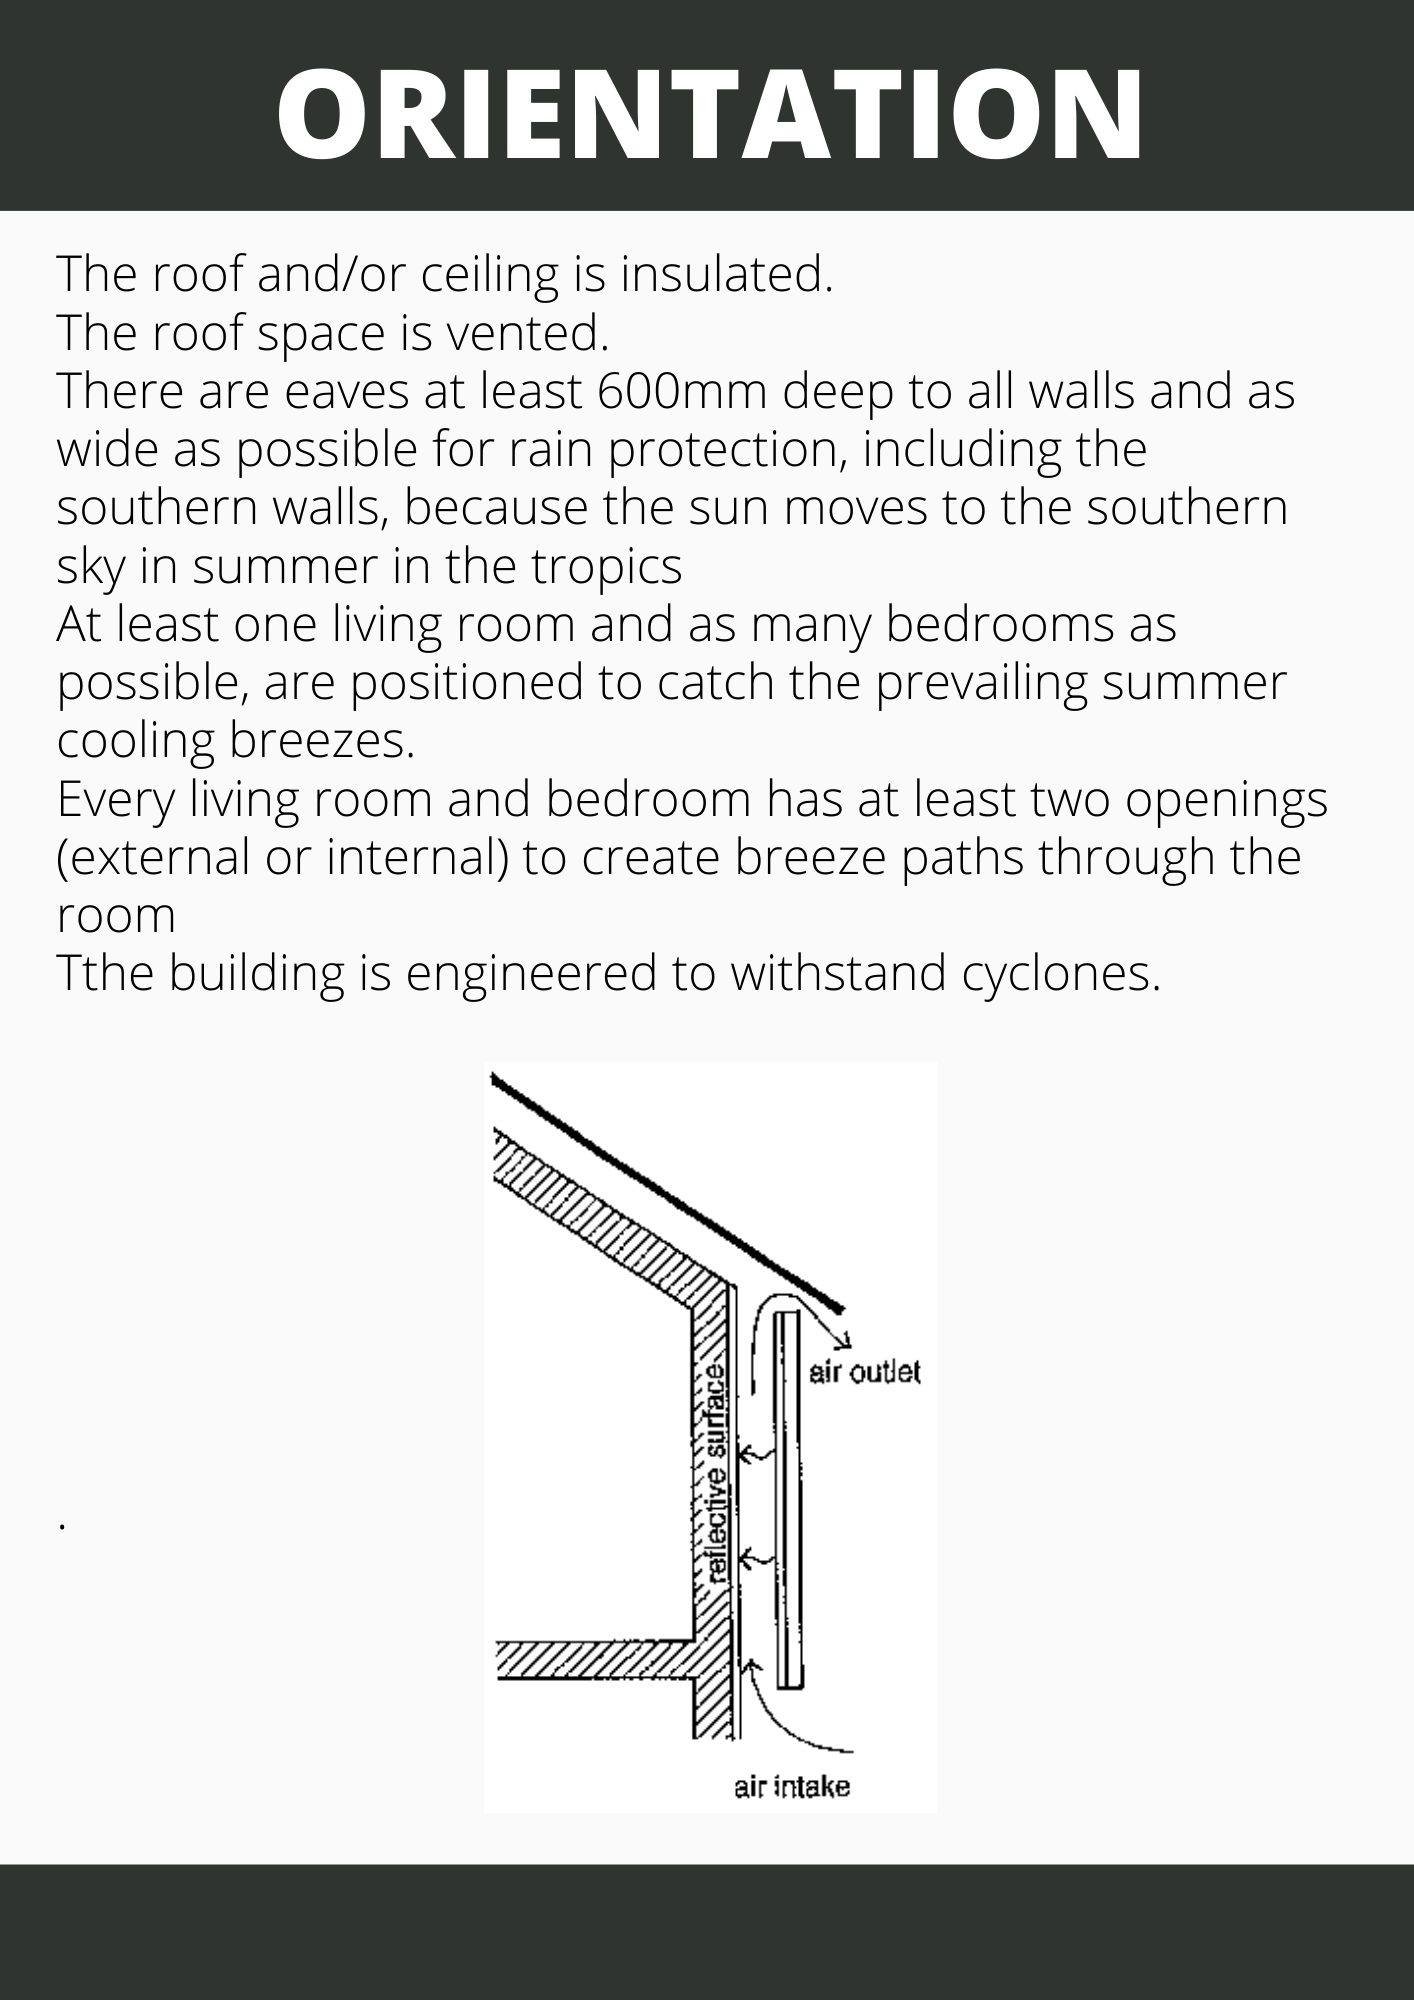 ORIENTATION
The roof and/or ceiling is insulated.
The roof space is vented.
There are eaves at least 600mm deep to all walls and as
wide as possible for rain protection, including the
southern walls, because the sun moves to the southern
sky in summer in the tropics
At least one living room and as many bedrooms as
possible, are positioned to catch the prevailing summer
cooling breezes.
Every living room and bedroom has at least two openings
(external or internal) to create breeze paths through the
room
Tthe building is engineered to withstand cyclones.
air outlet
reflective surface
.
air intake